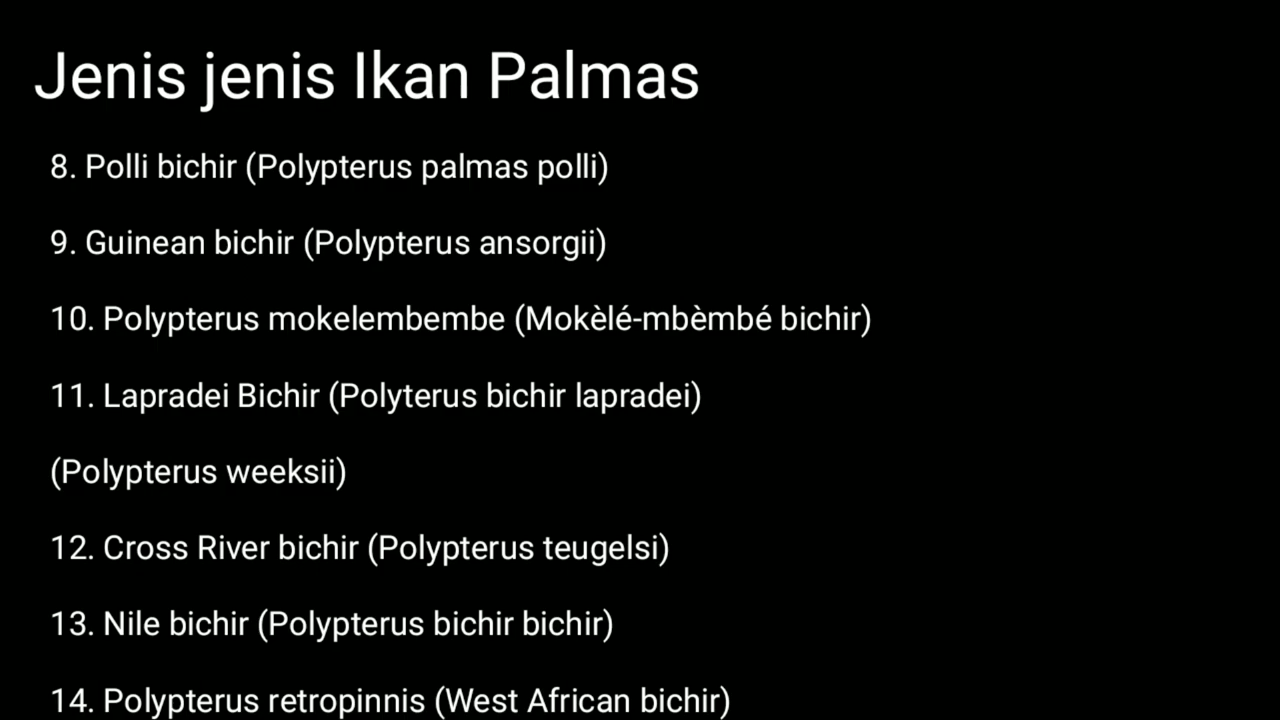 Jenis jenis Ikan Palmas
8. Polli bichir (Polypterus palmas polli)
9. Guinean bichir (Polypterus ansorgii)
10. Polypterus mokelembembe (Mokèlé-mbèmbé bichir)
11. Lapradei Bichir (Polyterus bichir lapradei)
(Polypterus weeksii)
12. Cross River bichir (Polypterus teugelsi)
13. Nile bichir (Polypterus bichir bichir)
14. Polypterus retropinnis (West African bichir)